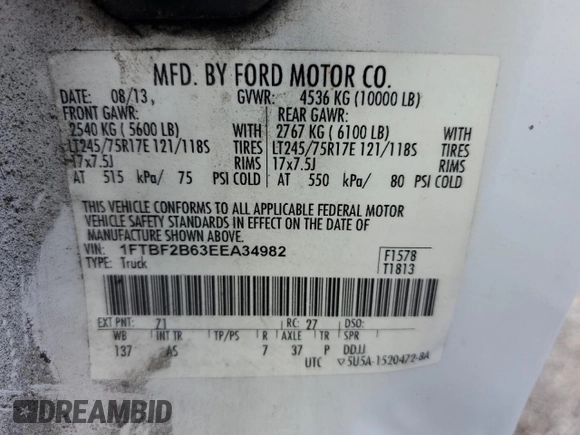 MFD. BY FORD MOTOR CO.
DATE: 08/13, GVWR: 4536 KG (10000 LB)
FRONT GAWR: REAR GAWR:
2540 KG ( 5600 LB) WITH 2767 KG ( 6100 LB) WITH
LT245/75R17E 121/118S TIRES LT245/75R17E 121/118S TIRES
17x7.5J RIMS 17x7.5J RIMS
AT 515 kPa/ 75 PSI COLD AT 550 kPa/ 80 PSI COLD
THIS VEHICLE CONFORMS TO ALL APPLICABLE FEDERAL MOTOR
VEHICLE SAFETY STANDARDS IN EFFECT ON THE DATE OF
MANUFACTURE SHOWN ABOVE.
VIN: 1FTBF2B63EEA34982 F1578
TYPE: Truck T1813
EXT PNT: Z1 RC: 27 DSO:
WB INT TR TP/PS R AXLE TR SPR
137 AS 7 37 P DDJJ
UTC ▽5U5A-1520472-BA
DREAMBID